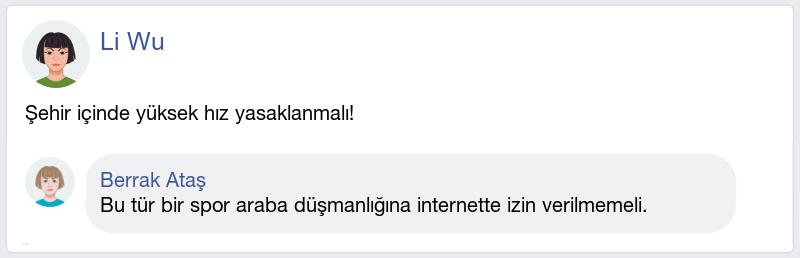 Li Wu
Şehir içinde yüksek hız yasaklanmalı!
Berrak Ataş
Bu tür bir spor araba düşmanlığına internette izin verilmemeli.